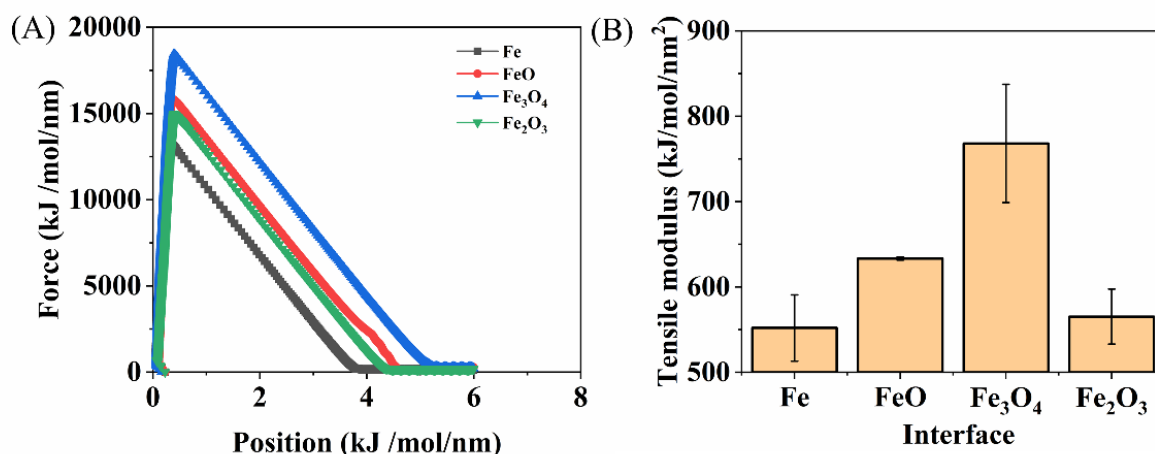 (A)
20000
15000
10000
5000
0
Force (kJ /mol/nm)
Fe
FeO
Fe₃O₄
Fe₂O₃
0 2 4 6 8
Position (kJ /mol/nm)
(B)
900
800
700
600
500
Tensile modulus (kJ/mol/nm²)
Fe FeO Fe₃O₄ Fe₂O₃
Interface